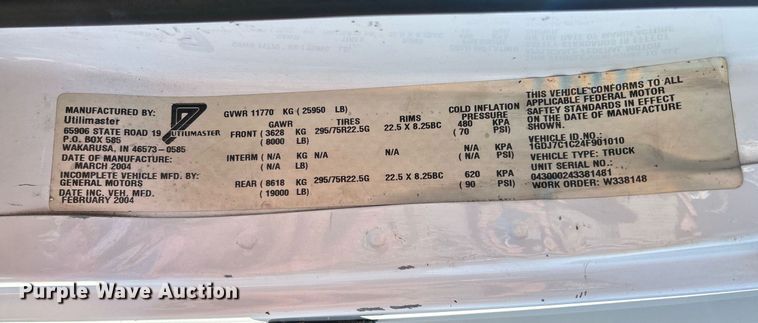 MANUFACTURED BY:
Utilimaster
65906 STATE ROAD 19
P.O. BOX 585
WAKARUSA, IN 46573-0585
DATE OF MANUFACTURE:
MARCH 2004
INCOMPLETE VEHICLE MFD. BY:
GENERAL MOTORS
DATE INC. VEH. MFD.
FEBRUARY 2004
UTILIMASTER
GVWR 11770 KG ( 25950 LB)
GAWR TIRES RIMS COLD INFLATION PRESSURE
FRONT ( 3628 KG 295/75R22.5G 22.5 X 8.25BC 480 KPA
( 8000 LB) ( 70 PSI)
INTERM ( N/A KG N/A N/A N/A KPA
( N/A LB) ( N/A PSI)
REAR ( 8618 KG 295/75R22.5G 22.5 X 8.25BC 620 KPA
( 19000 LB) ( 90 PSI)
THIS VEHICLE CONFORMS TO ALL
APPLICABLE FEDERAL MOTOR
SAFTEY STANDARDS IN EFFECT
ON THE DATE OF MANUFACTURE
SHOWN.
VEHICLE ID NO.
1GDJ7C1C24F901010
VEHICLE TYPE: TRUCK
UNIT SERIAL NO.:
043000243381481
WORK ORDER: W338148
Purple Wave Auction